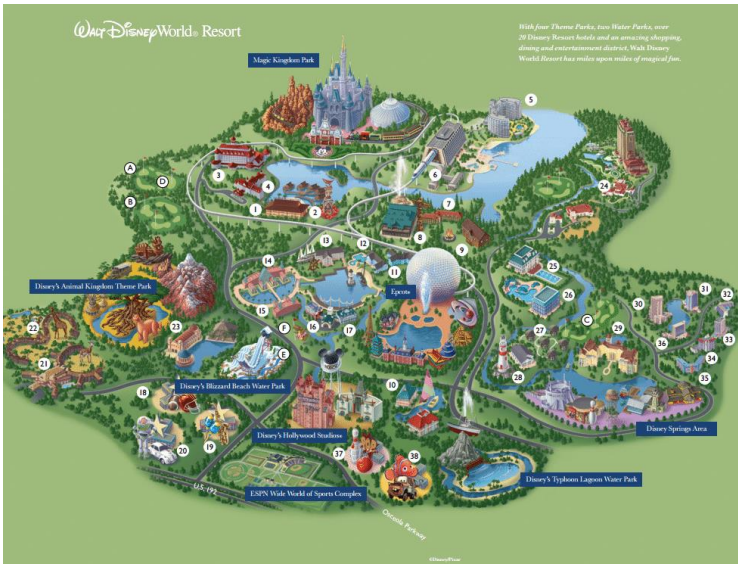 Walt Disney World® Resort
With four Theme Parks, two Water Parks, over
28 Disney Resort hotels and an amazing shopping,
dining and entertainment district, Walt Disney
World Resort has miles upon miles of magical fun.
Magic Kingdom Park
5
A
D
B
3
4
6
24
1
2
7
8
9
13
12
14
11
25
Disney's Animal Kingdom Theme Park
Epcot®
26
15
31
30
32
22
23
F
16
17
C
27
29
33
36
21
E
28
34
35
Disney's Blizzard Beach Water Park
18
10
19
20
Disney's Hollywood Studios®
Disney Springs Area
37
38
Disney's Typhoon Lagoon Water Park
U.S. 192
ESPN Wide World of Sports Complex
Osceola Parkway
©Disney/Pixar